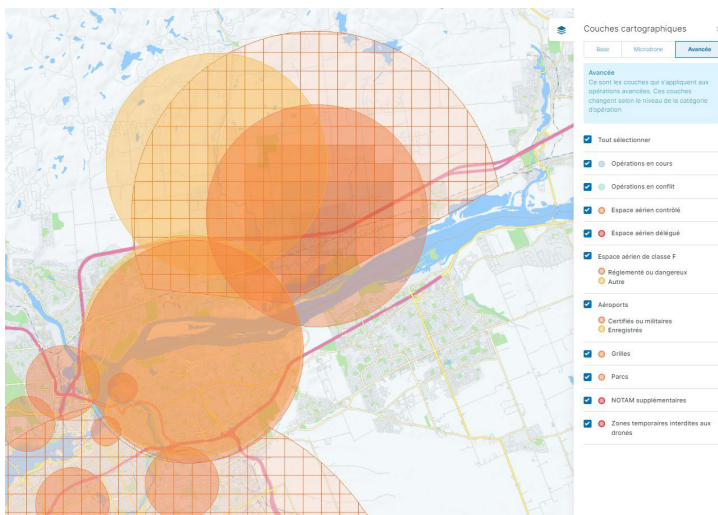 Couches cartographiques
Base
Microdrone
Avancée
Avancée
Ce sont les couches qui s'appliquent aux
opérations avancées. Ces couches
changent selon le niveau de la catégorie
d'opération
Tout sélectionner
Opérations en cours
Opérations en conflit
Espace aérien contrôlé
Espace aérien délégué
Espace aérien de classe F
Réglementé ou dangereux
Autre
Aéroports
Certifiés ou militaires
Enregistrés
Grilles
Parcs
NOTAM supplémentaires
Zones temporaires interdites aux
drones